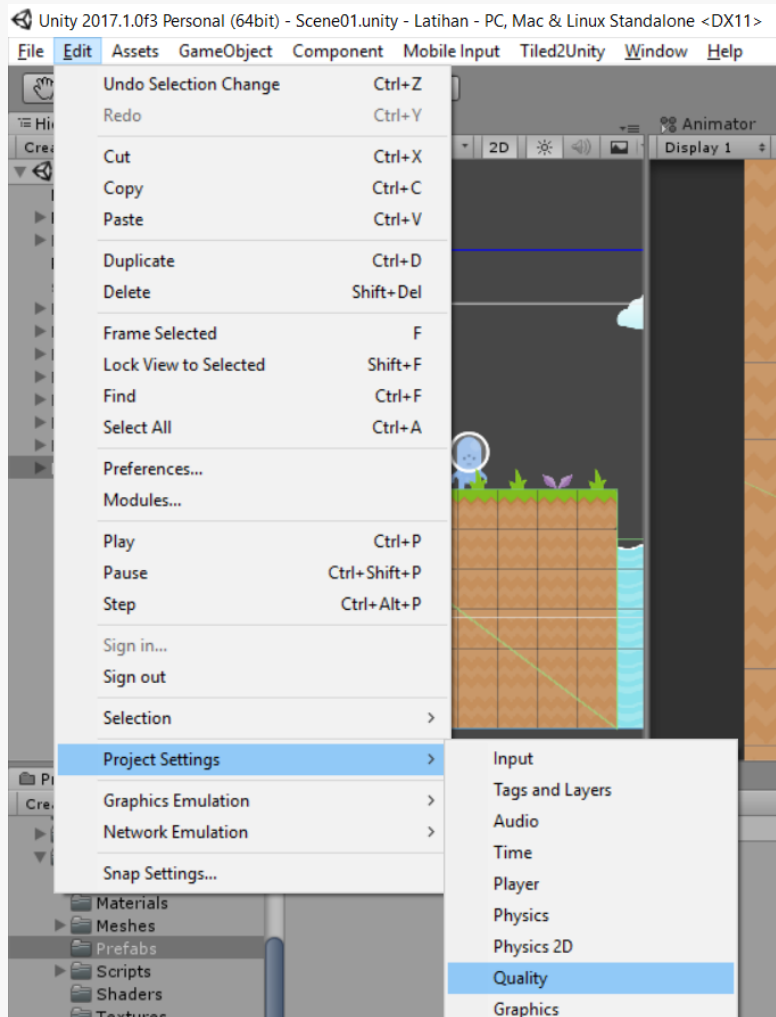 Unity 2017.1.0f3 Personal (64bit) - Scene01.unity - Latihan - PC, Mac & Linux Standalone <DX11>
File Edit Assets GameObject Component Mobile Input Tiled2Unity Window Help
Undo Selection Change Ctrl+Z
Redo Ctrl+Y
Animator
Cut Ctrl+X
2D
Display 1
Copy Ctrl+C
Paste Ctrl+V
Duplicate Ctrl+D
Delete Shift+Del
Frame Selected F
Lock View to Selected Shift+F
Find Ctrl+F
Select All Ctrl+A
Preferences...
Modules...
Play Ctrl+P
Pause Ctrl+Shift+P
Step Ctrl+Alt+P
Sign in...
Sign out
Selection
Project Settings
Graphics Emulation
Network Emulation
Snap Settings...
Input
Tags and Layers
Audio
Time
Player
Physics
Physics 2D
Quality
Graphics
Materials
Meshes
Prefabs
Scripts
Shaders
Textures